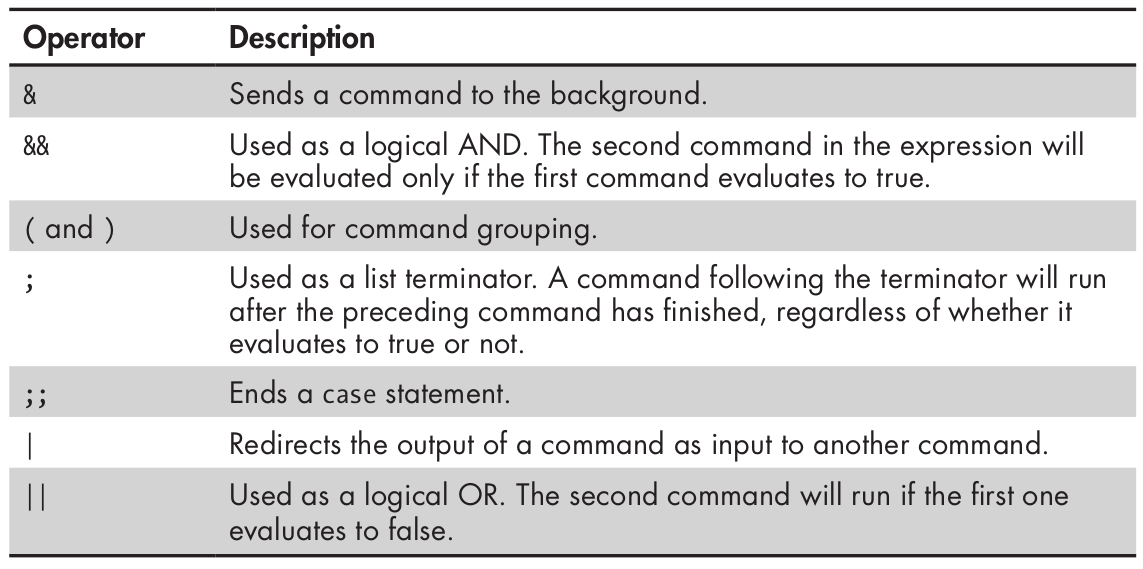 Operator Description
& Sends a command to the background.
&& Used as a logical AND. The second command in the expression will
be evaluated only if the first command evaluates to true.
( and ) Used for command grouping.
; Used as a list terminator. A command following the terminator will run
after the preceding command has finished, regardless of whether it
evaluates to true or not.
;; Ends a case statement.
| Redirects the output of a command as input to another command.
|| Used as a logical OR. The second command will run if the first one
evaluates to false.